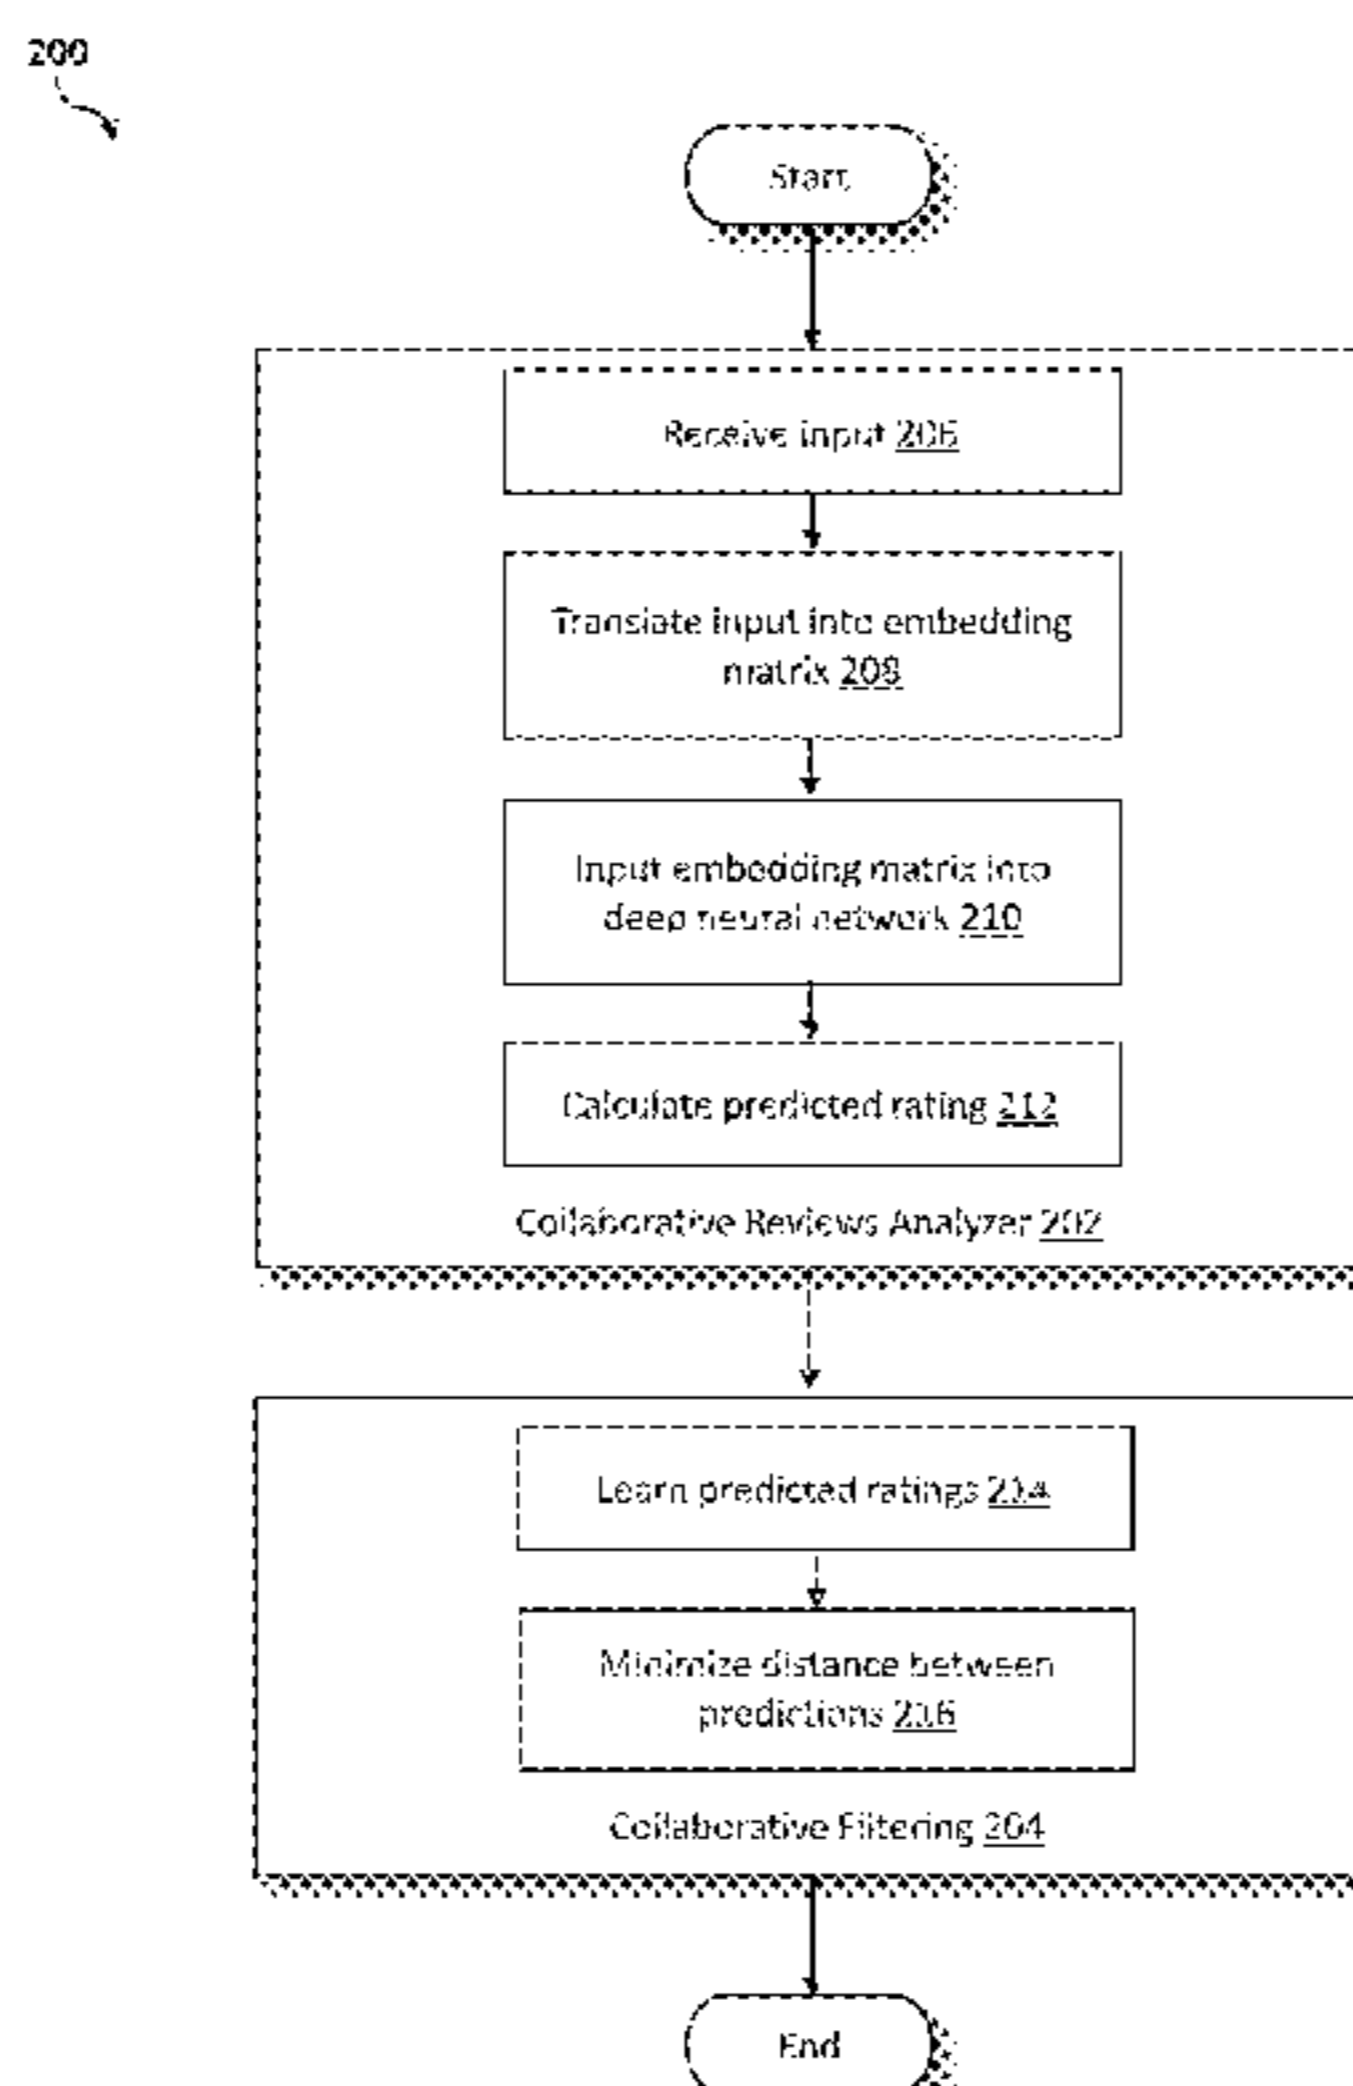 200
Start
Receive input 206
Translate input into embedding
matrix 208
Input embedding matrix into
deep neural network 210
Calculate predicted rating 212
Collaborative Reviews Analyzer 202
Learn predicted ratings 214
Minimize distance between
predictions 216
Collaborative Filtering 204
End